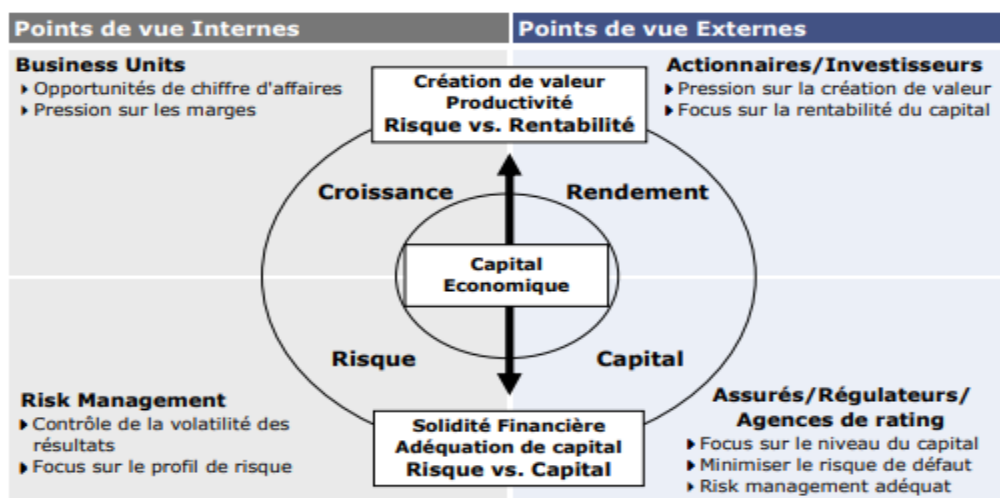 Points de vue Internes
Points de vue Externes
Business Units
Opportunités de chiffre d'affaires
Pression sur les marges
Création de valeur
Productivité
Risque vs. Rentabilité
Actionnaires/Investisseurs
Pression sur la création de valeur
Focus sur la rentabilité du capital
Croissance
Rendement
Capital
Economique
Risque
Capital
Risk Management
Contrôle de la volatilité des
résultats
Focus sur le profil de risque
Solidité Financière
Adéquation de capital
Risque vs. Capital
Assurés/Régulateurs/
Agences de rating
Focus sur le niveau du capital
Minimiser le risque de défaut
Risk management adéquat